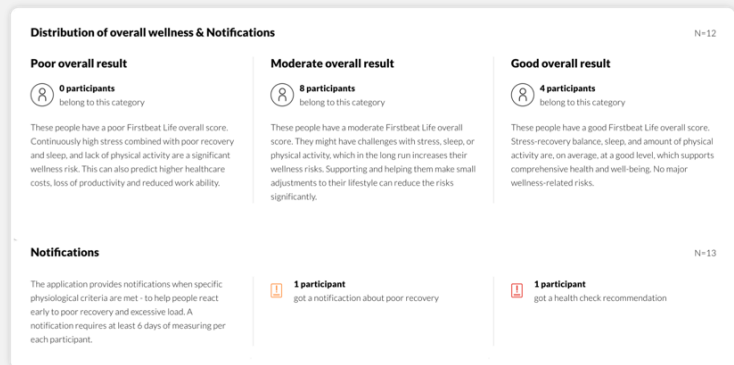 Distribution of overall wellness & Notifications
N=12
Poor overall result
0 participants
belong to this category
These people have a poor Firstbeat Life overall score.
Continuously high stress combined with poor recovery
and sleep, and lack of physical activity are a significant
wellness risk. This can also predict higher healthcare
costs, loss of productivity and reduced work ability.
Moderate overall result
8 participants
belong to this category
These people have a moderate Firstbeat Life overall
score. They might have challenges with stress, sleep, or
physical activity, which in the long run increases their
wellness risks. Supporting and helping them make small
adjustments to their lifestyle can reduce the risks
significantly.
Good overall result
4 participants
belong to this category
These people have a good Firstbeat Life overall score.
Stress-recovery balance, sleep, and amount of physical
activity are, on average, at a good level, which supports
comprehensive health and well-being. No major
wellness-related risks.
Notifications
N=13
The application provides notifications when specific
physiological criteria are met - to help people react
early to poor recovery and excessive load. A
notification requires at least 6 days of measuring per
each participant.
1 participant
got a notificaction about poor recovery
1 participant
got a health check recommendation